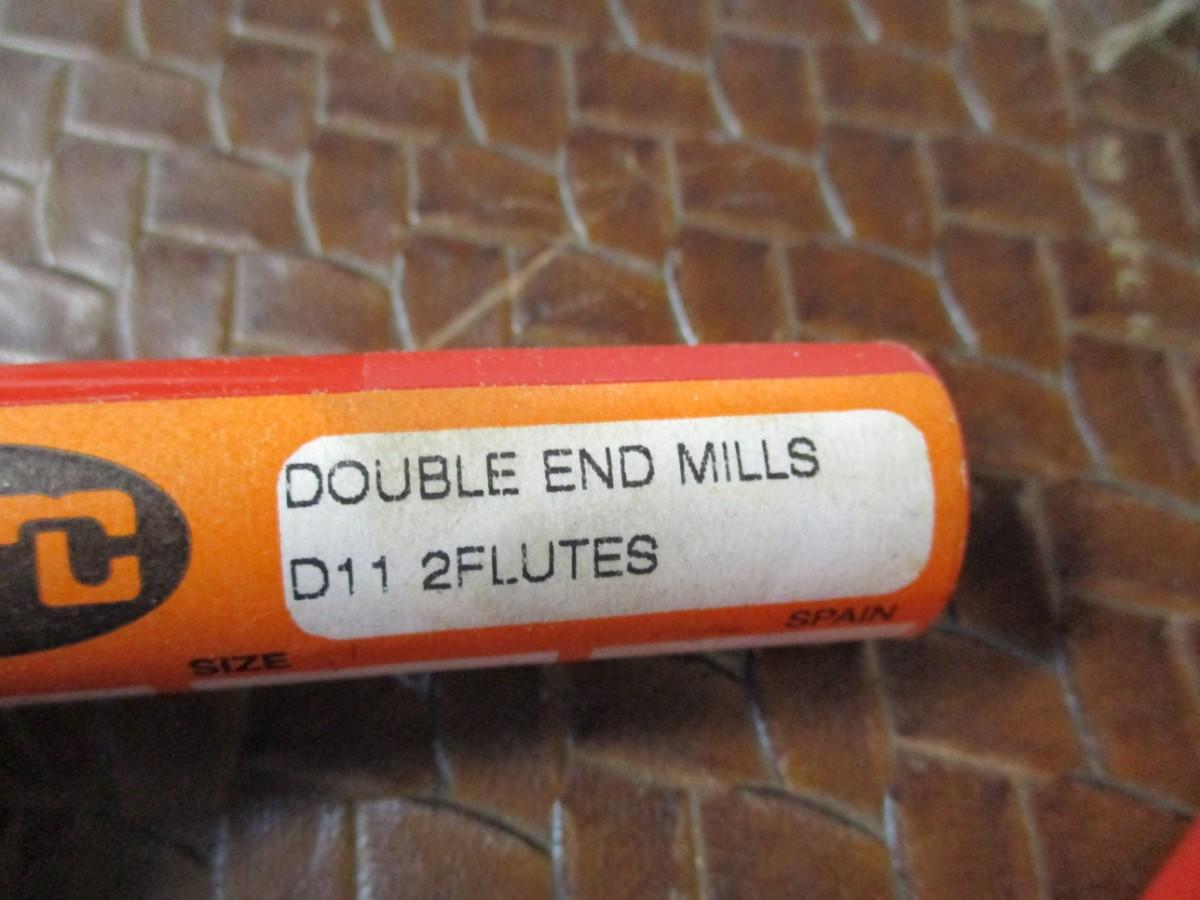 DOUBLE END MILLS
D11 2FLUTES
SPAIN
SIZE